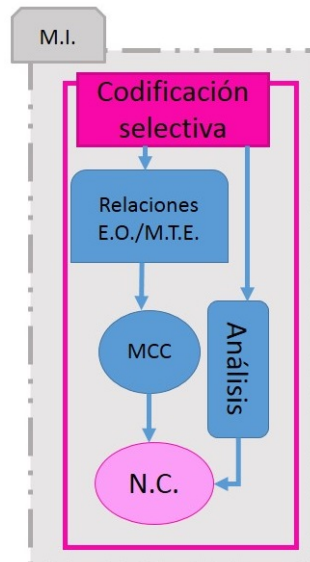 M.I.
Codificación
selectiva
Relaciones
E.O./M.T.E.
MCC
Análisis
N.C.